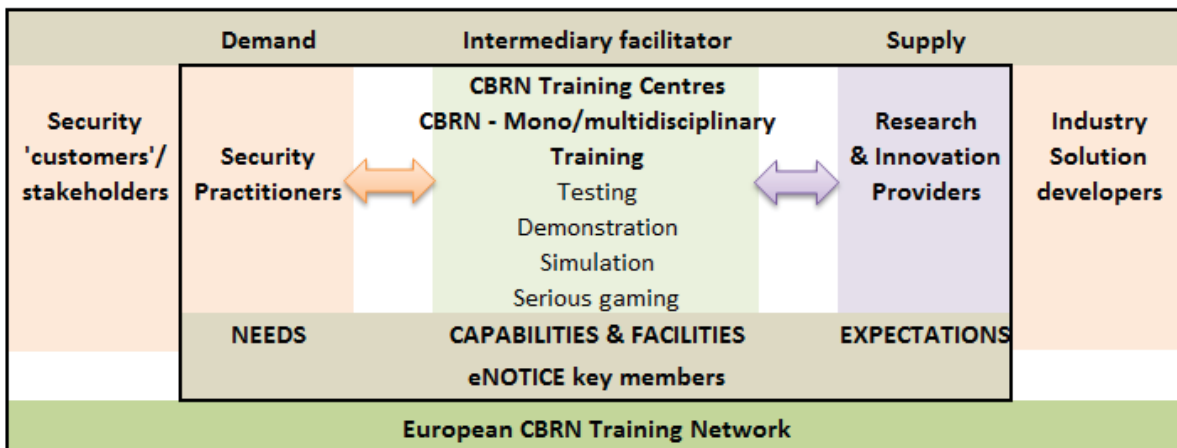 Demand Intermediary facilitator Supply
Security
'customers'/
stakeholders
Security
Practitioners
CBRN Training Centres
CBRN - Mono/multidisciplinary
Training
Testing
Demonstration
Simulation
Serious gaming
Research
& Innovation
Providers
Industry
Solution
developers
NEEDS CAPABILITIES & FACILITIES EXPECTATIONS
eNOTICE key members
European CBRN Training Network